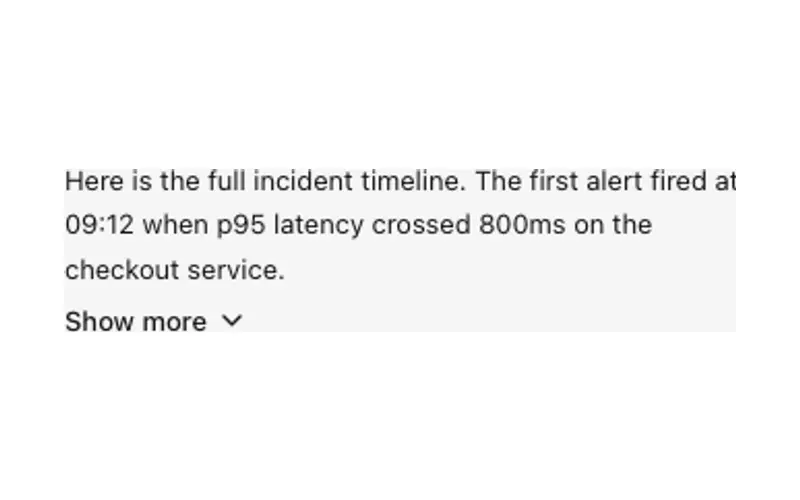 Here is the full incident timeline. The first alert fired at
09:12 when p95 latency crossed 800ms on the
checkout service.
Show more